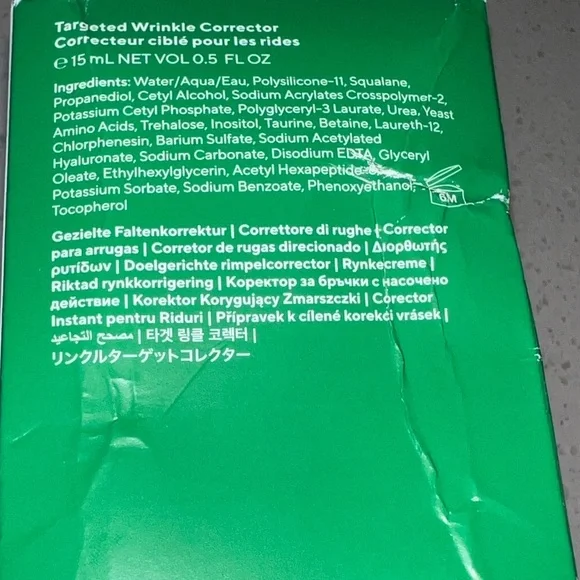 Targeted Wrinkle Corrector
Correcteur ciblé pour les rides
℮ 15 mL NET VOL 0.5 FL OZ
Ingredients: Water/Aqua/Eau, Polysilicone-11, Squalane,
Propanediol, Cetyl Alcohol, Sodium Acrylates Crosspolymer-2,
Potassium Cetyl Phosphate, Polyglyceryl-3 Laurate, Urea, Yeast
Amino Acids, Trehalose, Inositol, Taurine, Betaine, Laureth-12,
Chlorphenesin, Barium Sulfate, Sodium Acetylated
Hyaluronate, Sodium Carbonate, Disodium EDTA, Glyceryl
Oleate, Ethylhexylglycerin, Acetyl
Potassium Sorbate, Sodium Benzoate, Phenoxyethanol,
Tocopherol
6M
Gezielte Faltenkorrektur | Correttore di rughe | Corrector
para arrugas | Corretor de rugas direcionado | Διορθωτής
ρυτίδων | Doelgerichte rimpelcorrector | Rynkecreme |
Riktad rynkkorrigering | Коректор за бръчки с насочено
действие | Korektor Korygujący Zmarszczki | Corector
Instant pentru Riduri | Přípravek k cílené korekci vrásek |
مصحح التجاعيد | 타겟 링클 코렉터 |
リンクルターゲットコレクター